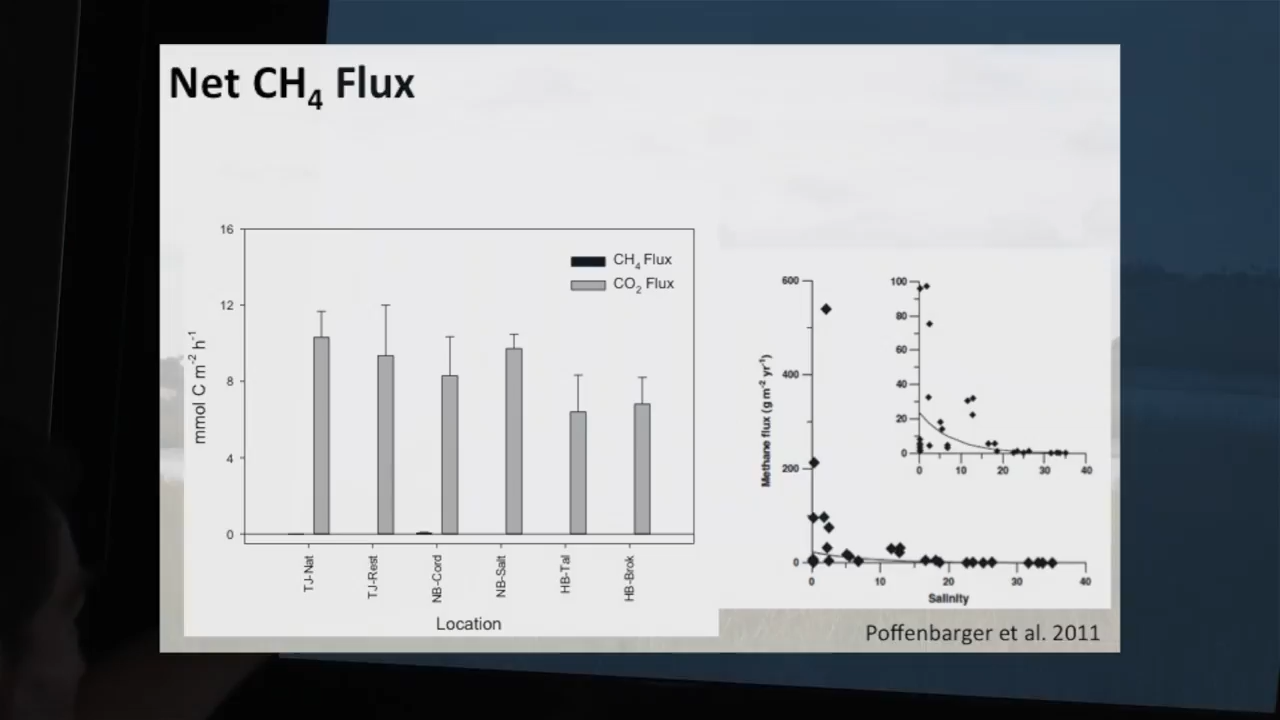 Net CH₄ Flux
16
12
8
4
0
mmol C m⁻² h⁻¹
CH₄ Flux
CO₂ Flux
TJ-Nat
TJ-Rest
NB-Cord
NB-Salt
HB-Tal
HB-Brok
Location
600
400
200
0
Methane flux (g m⁻² yr⁻¹)
0 10 20 30 40
Salinity
100
80
60
40
20
0
0 10 20 30 40
Poffenbarger et al. 2011